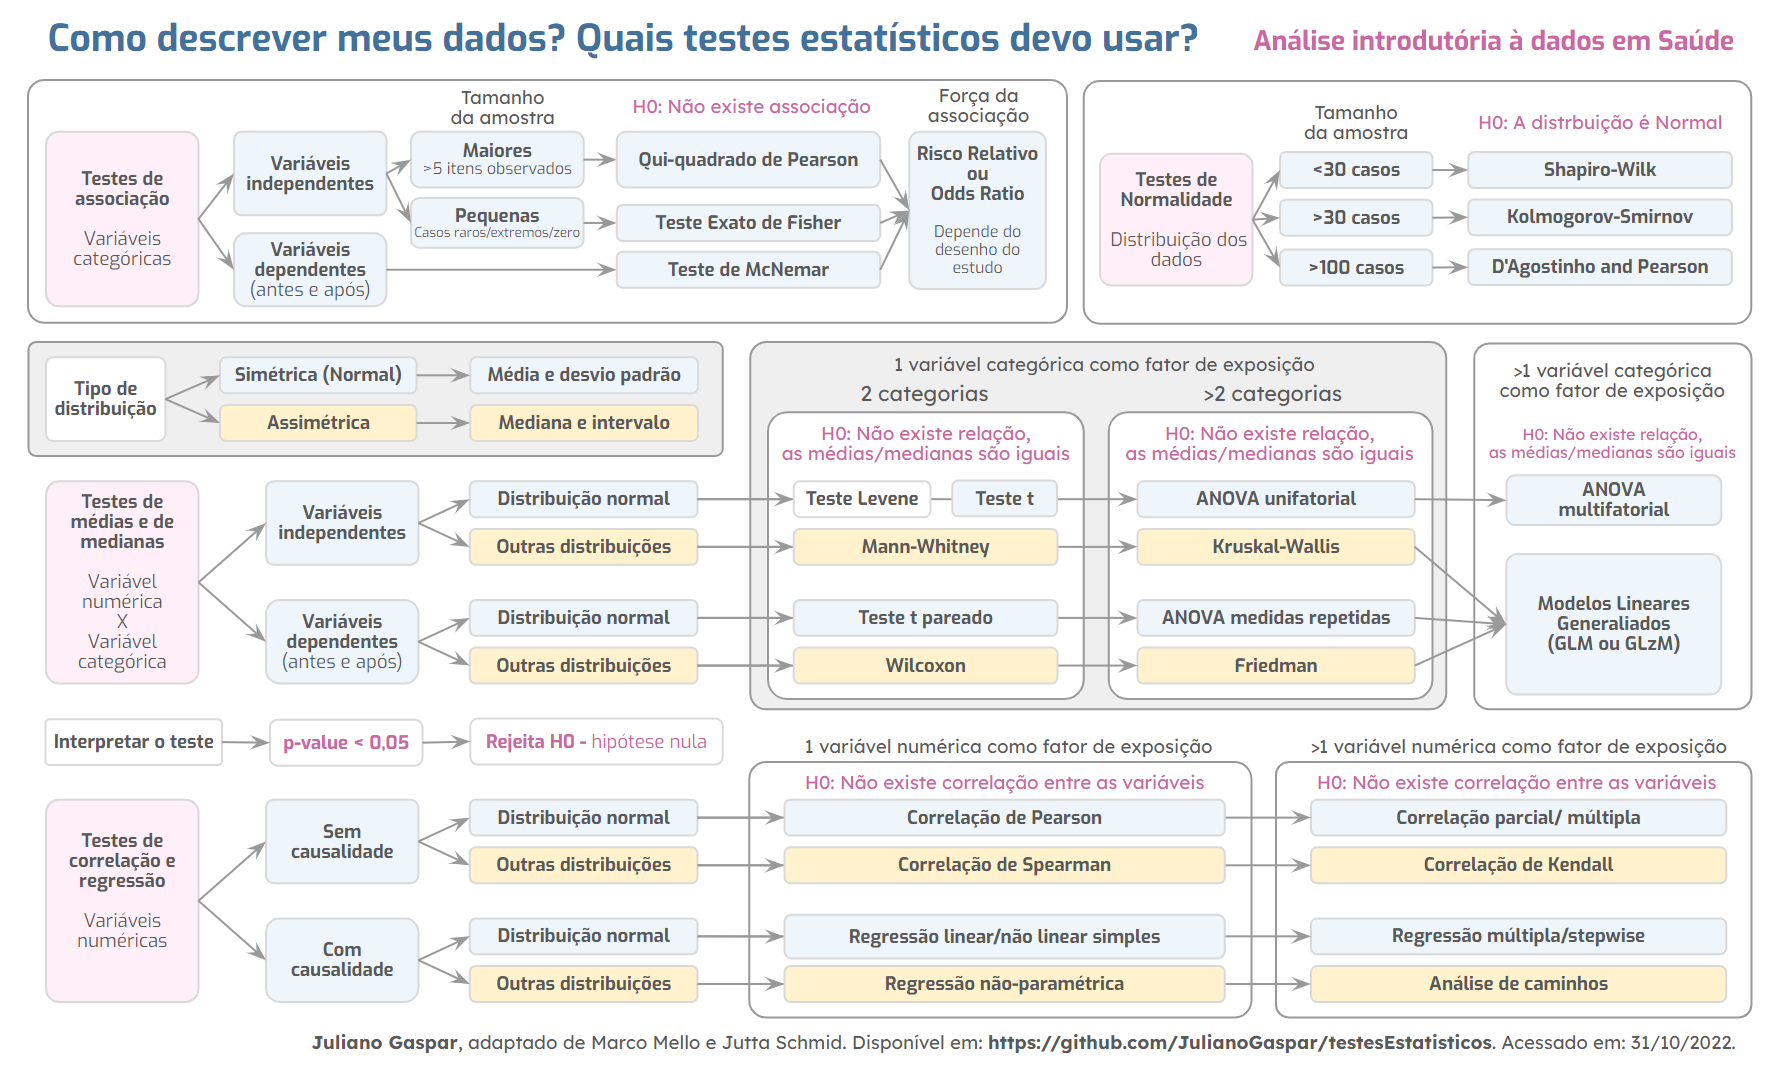 Como descrever meus dados? Quais testes estatísticos devo usar?
Análise introdutória à dados em Saúde
Tamanho
da amostra
H0: Não existe associação
Força da
associação
Testes de
associação
Variáveis
categóricas
Variáveis
independentes
Variáveis
dependentes
(antes e após)
Maiores
>5 itens observados
Pequenas
Casos raros/extremos/zero
Qui-quadrado de Pearson
Teste Exato de Fisher
Teste de McNemar
Risco Relativo
ou
Odds Ratio
Depende do
desenho do
estudo
Tamanho
da amostra
H0: A distrbuição é Normal
Testes de
Normalidade
Distribuição dos
dados
<30 casos
Shapiro-Wilk
>30 casos
Kolmogorov-Smirnov
>100 casos
D'Agostinho and Pearson
Tipo de
distribuição
Simétrica (Normal)
Média e desvio padrão
Assimétrica
Mediana e intervalo
1 variável categórica como fator de exposição
2 categorias
>2 categorias
>1 variável categórica
como fator de exposição
H0: Não existe relação,
as médias/medianas são iguais
H0: Não existe relação,
as médias/medianas são iguais
H0: Não existe relação,
as médias/medianas são iguais
Testes de
médias e de
medianas
Variável
numérica
X
Variável
categórica
Variáveis
independentes
Distribuição normal
Teste Levene
Teste t
ANOVA unifatorial
ANOVA
multifatorial
Outras distribuições
Mann-Whitney
Kruskal-Wallis
Variáveis
dependentes
(antes e após)
Distribuição normal
Teste t pareado
ANOVA medidas repetidas
Outras distribuições
Wilcoxon
Friedman
Modelos Lineares
Generaliados
(GLM ou GLzM)
Interpretar o teste
p-value < 0,05
Rejeita H0 - hipótese nula
1 variável numérica como fator de exposição
>1 variável numérica como fator de exposição
H0: Não existe correlação entre as variáveis
H0: Não existe correlação entre as variáveis
Testes de
correlação e
regressão
Variáveis
numéricas
Sem
causalidade
Distribuição normal
Correlação de Pearson
Correlação parcial/ múltipla
Outras distribuições
Correlação de Spearman
Correlação de Kendall
Com
causalidade
Distribuição normal
Regressão linear/não linear simples
Regressão múltipla/stepwise
Outras distribuições
Regressão não-paramétrica
Análise de caminhos
Juliano Gaspar, adaptado de Marco Mello e Jutta Schmid. Disponível em: https://github.com/JulianoGaspar/testesEstatisticos. Acessado em: 31/10/2022.